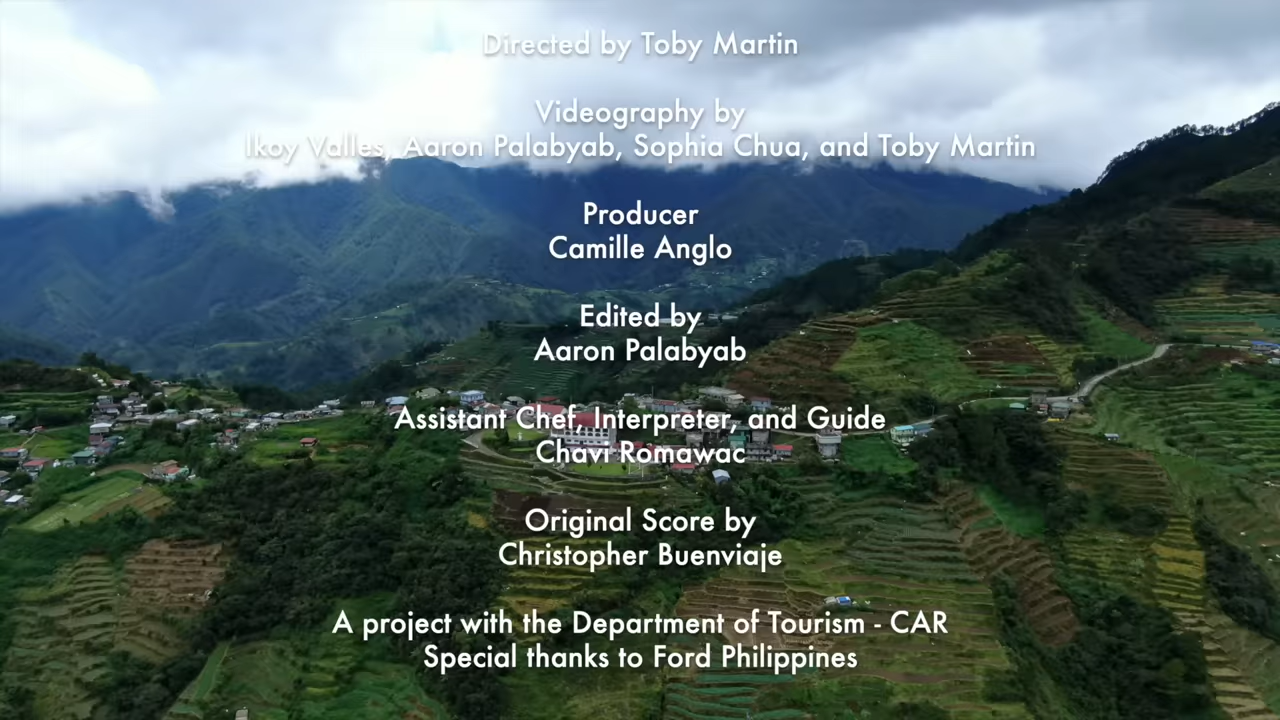 Directed by Toby Martin
Videography by
Ikoy Valles, Aaron Palabyab, Sophia Chua, and Toby Martin
Producer
Camille Anglo
Edited by
Aaron Palabyab
Assistant Chef, Interpreter, and Guide
Chavi Romawac
Original Score by
Christopher Buenviaje
A project with the Department of Tourism - CAR
Special thanks to Ford Philippines